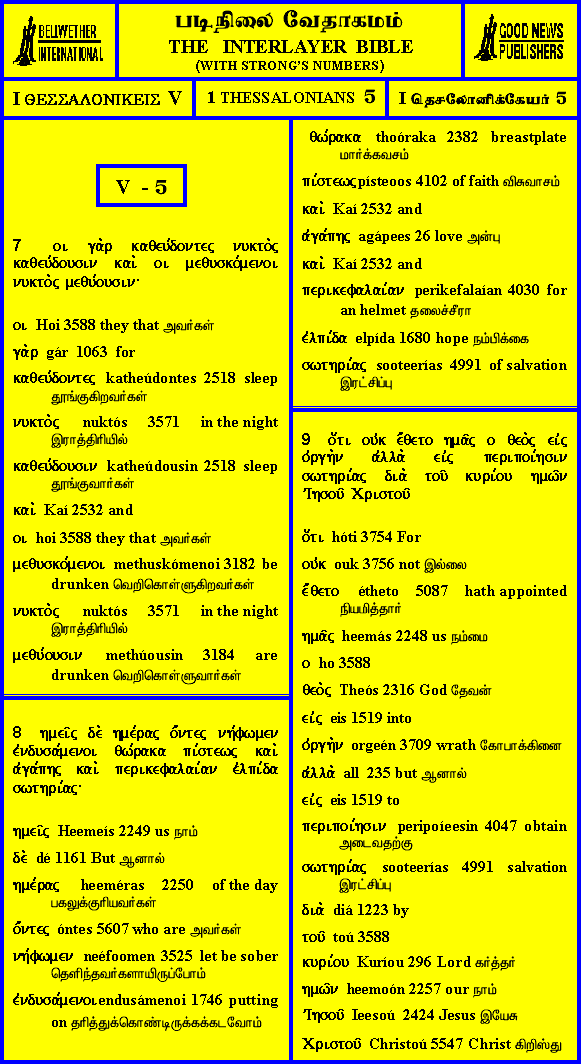 BELLWETHER
INTERNATIONAL
படிநிலை வேதாகமம்
THE INTERLAYER BIBLE
(WITH STRONG'S NUMBERS)
GOOD NEWS
PUBLISHERS
I ΘΕΣΣΑΛΟΝΙΚΕΙΣ V
1 THESSALONIANS 5
I தெசலோனிக்கேயர் 5
V - 5
7 οι γὰρ καθεύδοντες νυκτὸς
καθεύδουσιν καὶ οι μεθυσκόμενοι
νυκτὸς μεθύουσιν·
οι Hoi 3588 they that அவர்கள்
γὰρ gár 1063 for
καθεύδοντες katheúdontes 2518 sleep
தூங்குகிறவர்கள்
νυκτὸς nuktós 3571 in the night
இராத்திரியில்
καθεύδουσιν katheúdousin 2518 sleep
தூங்குவார்கள்
καὶ Kaí 2532 and
οι hoi 3588 they that அவர்கள்
μεθυσκόμενοι methuskómenoi 3182 be
drunken வெறிகொள்ளுகிறவர்கள்
νυκτὸς nuktós 3571 in the night
இராத்திரியில்
μεθύουσιν methúousin 3184 are
drunken வெறிகொள்ளுவார்கள்
8 ημεῖς δὲ ημέρας ὄντες νήφωμεν
ἐνδυσάμενοι θώρακα πίστεως καὶ
ἀγάπης καὶ περικεφαλαίαν ἐλπίδα
σωτηρίας·
ημεῖς Heemeís 2249 us நாம்
δὲ dé 1161 But ஆனால்
ημέρας heeméras 2250 of the day
பகலுக்குரியவர்கள்
ὄντες óntes 5607 who are அவர்கள்
νήφωμεν neéfoomen 3525 let be sober
தெளிந்தவர்களாயிருப்போம்
ἐνδυσάμενοι endusámenoi 1746 putting
on தரித்துக்கொண்டிருக்கக்கடவோம்
θώρακα thoóraka 2382 breastplate
மார்க்கவசம்
πίστεως písteoos 4102 of faith விசுவாசம்
καὶ Kaí 2532 and
ἀγάπης agápees 26 love அன்பு
καὶ Kaí 2532 and
περικεφαλαίαν perikefalaían 4030 for
an helmet தலைச்சீரா
ἐλπίδα elpída 1680 hope நம்பிக்கை
σωτηρίας sooteerías 4991 of salvation
இரட்சிப்பு
9 ὅτι οὐκ ἔθετο ημᾶς ο θεὸς εἰς
ὀργὴν ἀλλὰ εἰς περιποίησιν
σωτηρίας διὰ τοῦ κυρίου ημῶν
Ἰησοῦ Χριστοῦ
ὅτι hóti 3754 For
οὐκ ouk 3756 not இல்லை
ἔθετο étheto 5087 hath appointed
நியமித்தார்
ημᾶς heemás 2248 us நம்மை
ο ho 3588
θεὸς Theós 2316 God தேவன்
εἰς eis 1519 into
ὀργὴν orgeén 3709 wrath கோபாக்கினை
ἀλλὰ all 235 but ஆனால்
εἰς eis 1519 to
περιποίησιν peripoíeesin 4047 obtain
அடைவதற்கு
σωτηρίας sooteerías 4991 salvation
இரட்சிப்பு
διὰ diá 1223 by
τοῦ toú 3588
κυρίου Kuríou 296 Lord கர்த்தர்
ημῶν heemoón 2257 our நாம்
Ἰησοῦ Ieesoú 2424 Jesus இயேசு
Χριστοῦ Christoú 5547 Christ கிறிஸ்து